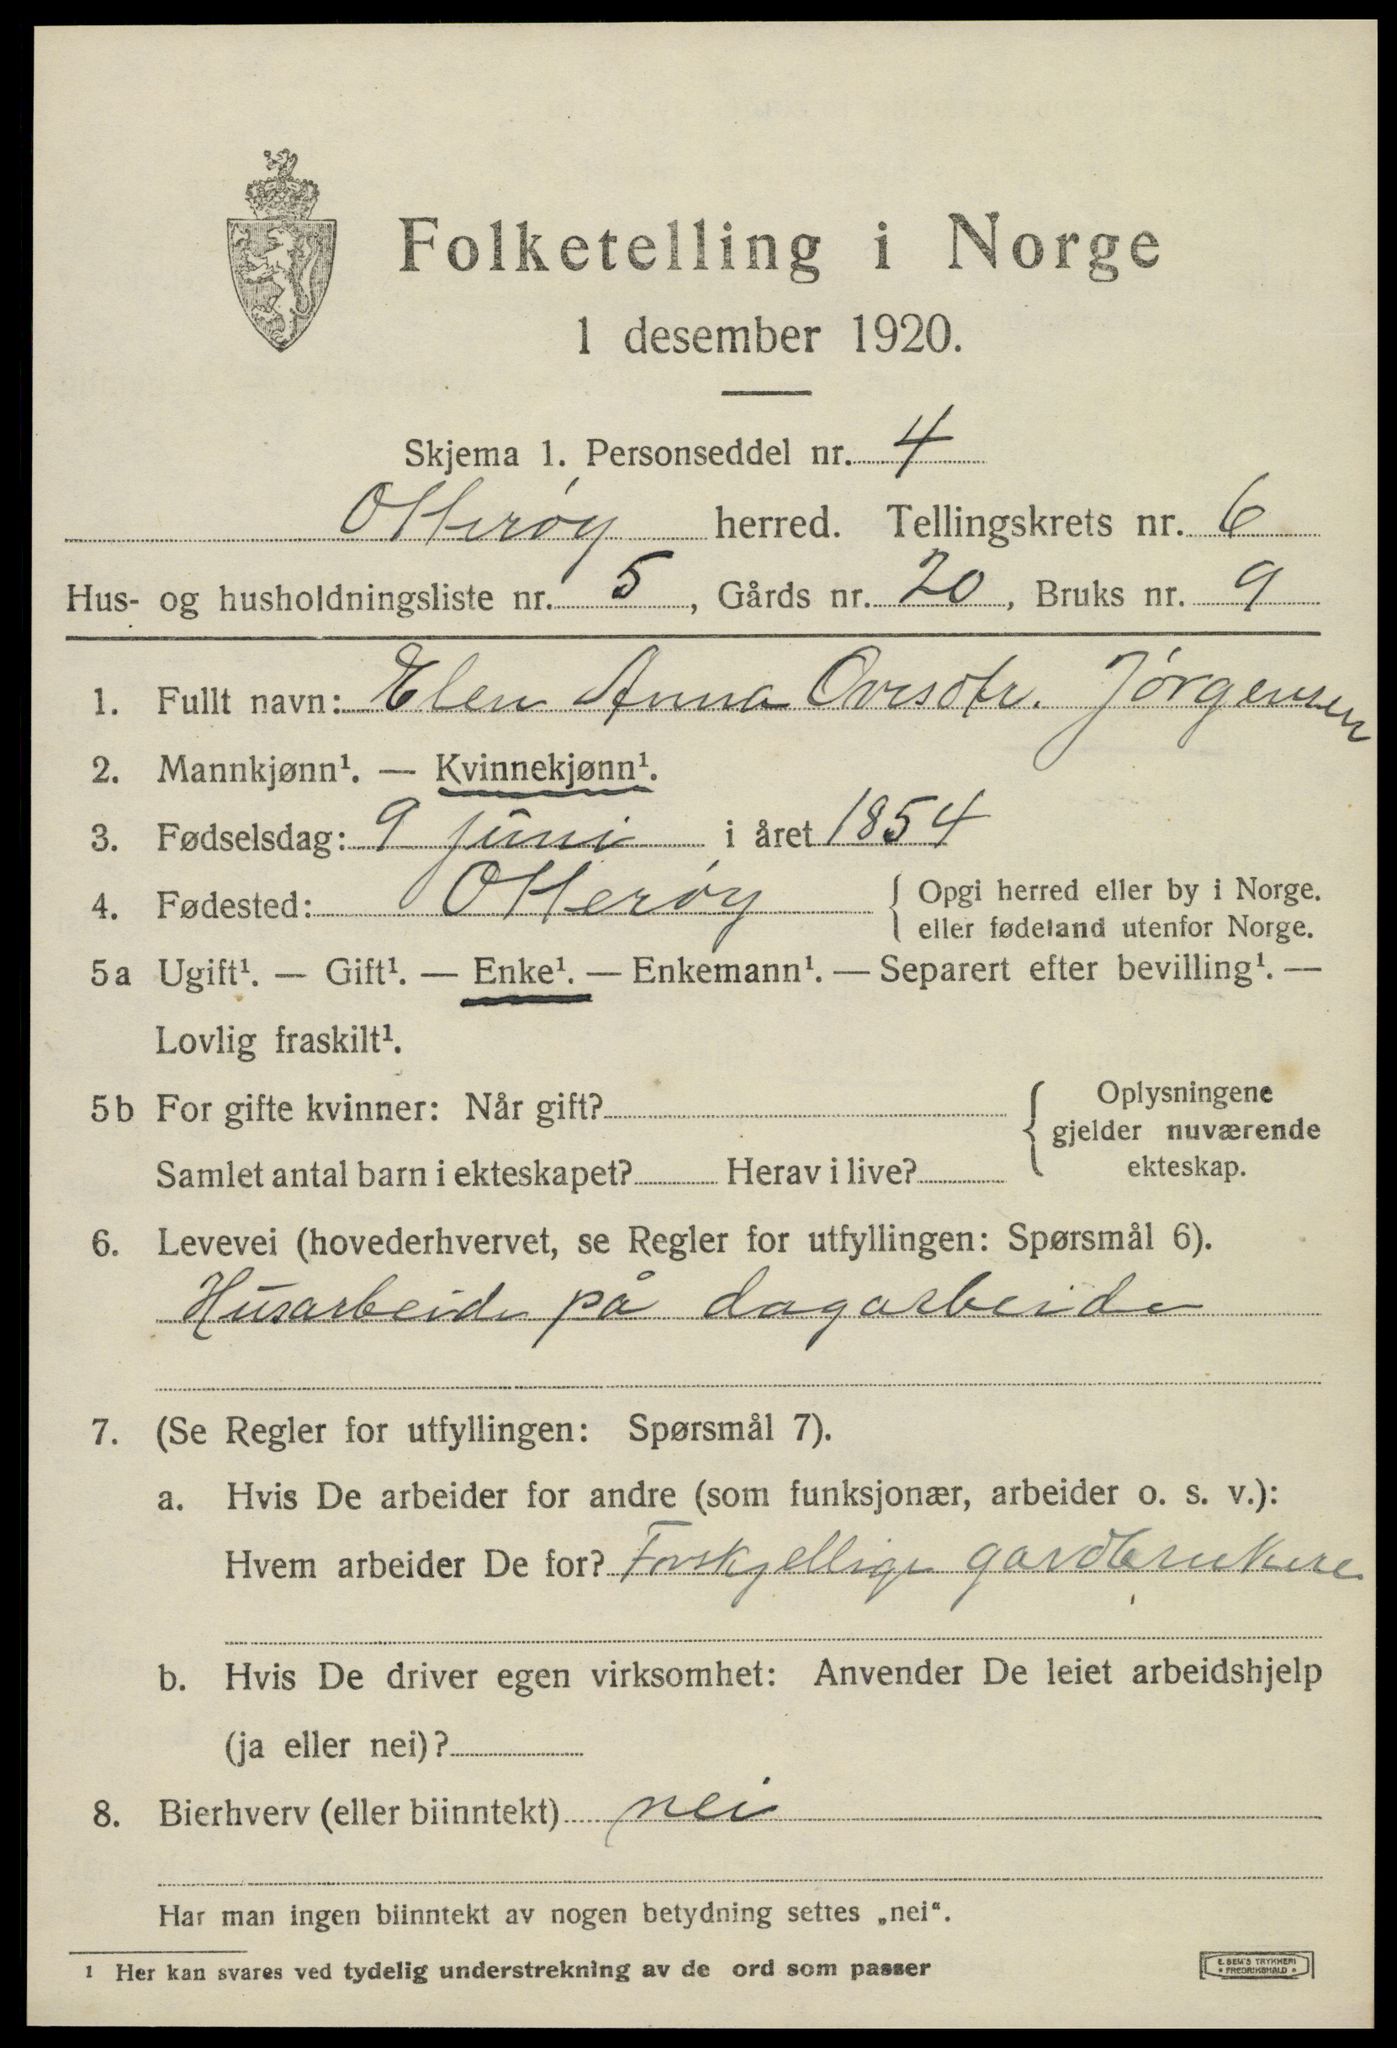 Folketelling i Norge
1 desember 1920.
Skjema 1. Personseddel nr. 4
Otterøy herred. Tellingskrets nr. 6
Hus- og husholdningsliste nr. 5, Gårds nr. 20, Bruks nr. 9
1. Fullt navn: Elen Anna Ovesdtr. Jørgensen
2. Mannkjønn¹. — Kvinnekjønn¹.
3. Fødselsdag: 9 juni i året 1854
4. Fødested: Otterøy { Opgi herred eller by i Norge.
eller fødeland utenfor Norge.
5a Ugift¹. — Gift¹. — Enke¹. — Enkemann¹. — Separert efter bevilling¹. —
Lovlig fraskilt¹.
5b For gifte kvinner: Når gift? { Oplysningene
gjelder nuværende
Samlet antal barn i ekteskapet? Herav i live? ekteskap.
6. Levevei (hovederhvervet, se Regler for utfyllingen: Spørsmål 6).
Husarbeide på dagarbeide
7. (Se Regler for utfyllingen: Spørsmål 7).
a. Hvis De arbeider for andre (som funksjonær, arbeider o. s. v.):
Hvem arbeider De for? Forskjellige gardbrukere
b. Hvis De driver egen virksomhet: Anvender De leiet arbeidshjelp
(ja eller nei)?
8. Bierhverv (eller biinntekt) nei
Har man ingen biinntekt av nogen betydning settes „nei“.
1 Her kan svares ved tydelig understrekning av de ord som passer
E. SEM'S TRYKKERI
FREDRIKSHALD